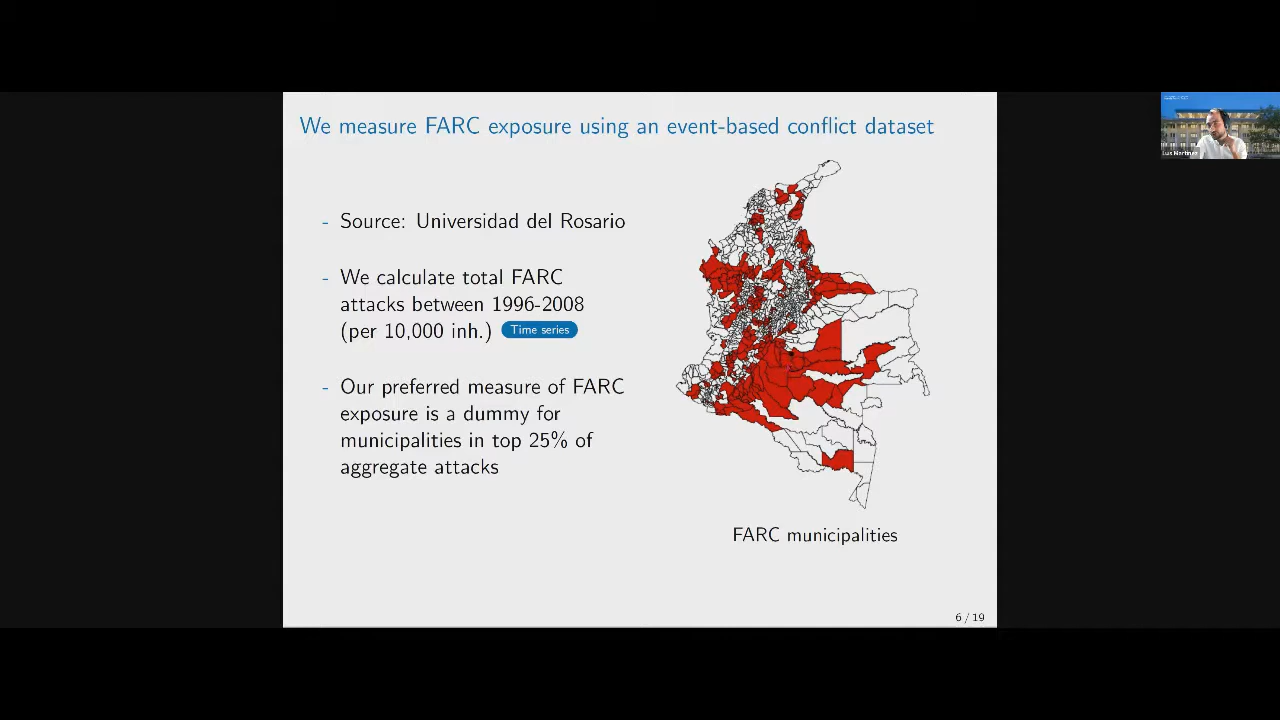 We measure FARC exposure using an event-based conflict dataset
- Source: Universidad del Rosario
- We calculate total FARC
attacks between 1996-2008
(per 10,000 inh.) Time series
- Our preferred measure of FARC
exposure is a dummy for
municipalities in top 25% of
aggregate attacks
FARC municipalities
6 / 19
Luis Martinez